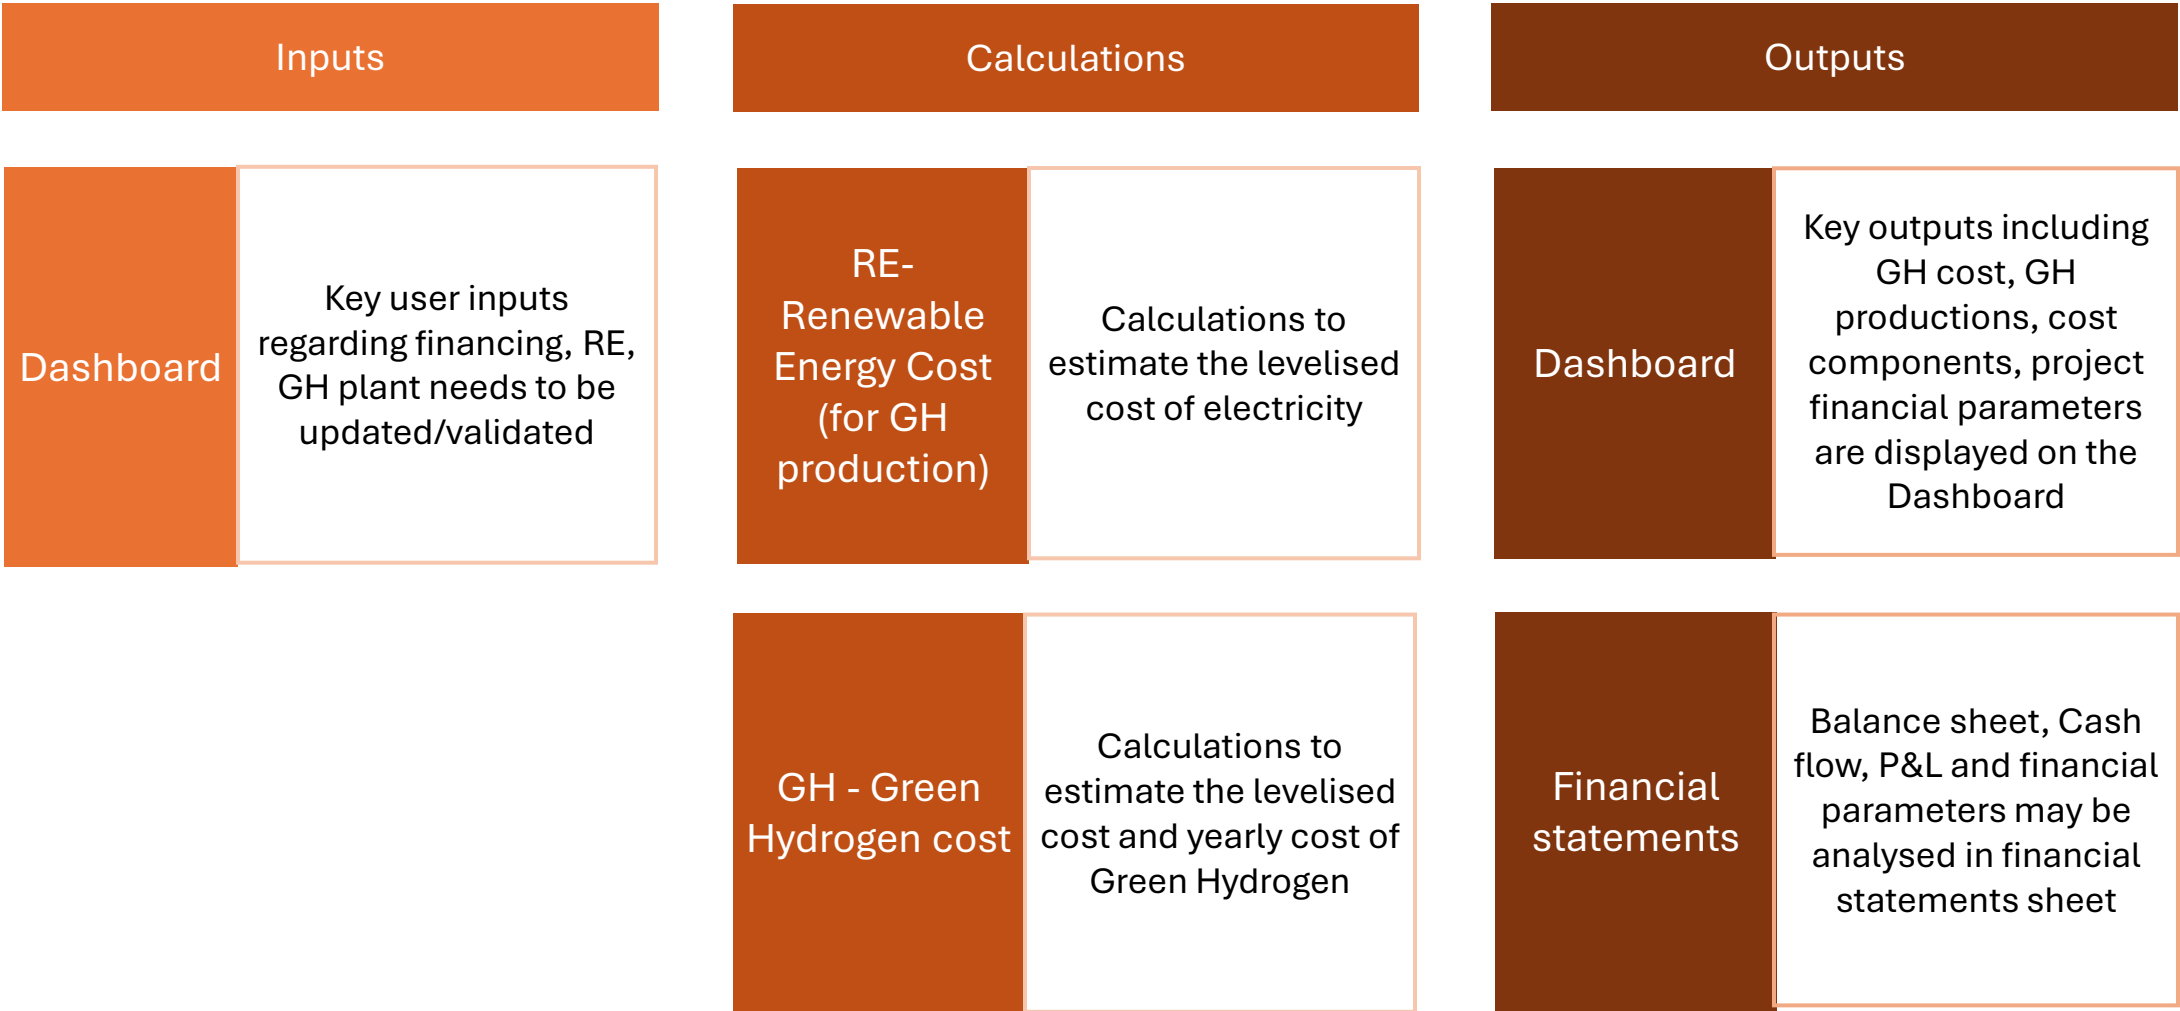 Inputs
Calculations
Outputs
Dashboard
Key user inputs
regarding financing, RE,
GH plant needs to be
updated/validated
RE-
Renewable
Energy Cost
(for GH
production)
Calculations to
estimate the levelised
cost of electricity
Dashboard
Key outputs including
GH cost, GH
productions, cost
components, project
financial parameters
are displayed on the
Dashboard
GH - Green
Hydrogen cost
Calculations to
estimate the levelised
cost and yearly cost of
Green Hydrogen
Financial
statements
Balance sheet, Cash
flow, P&L and financial
parameters may be
analysed in financial
statements sheet